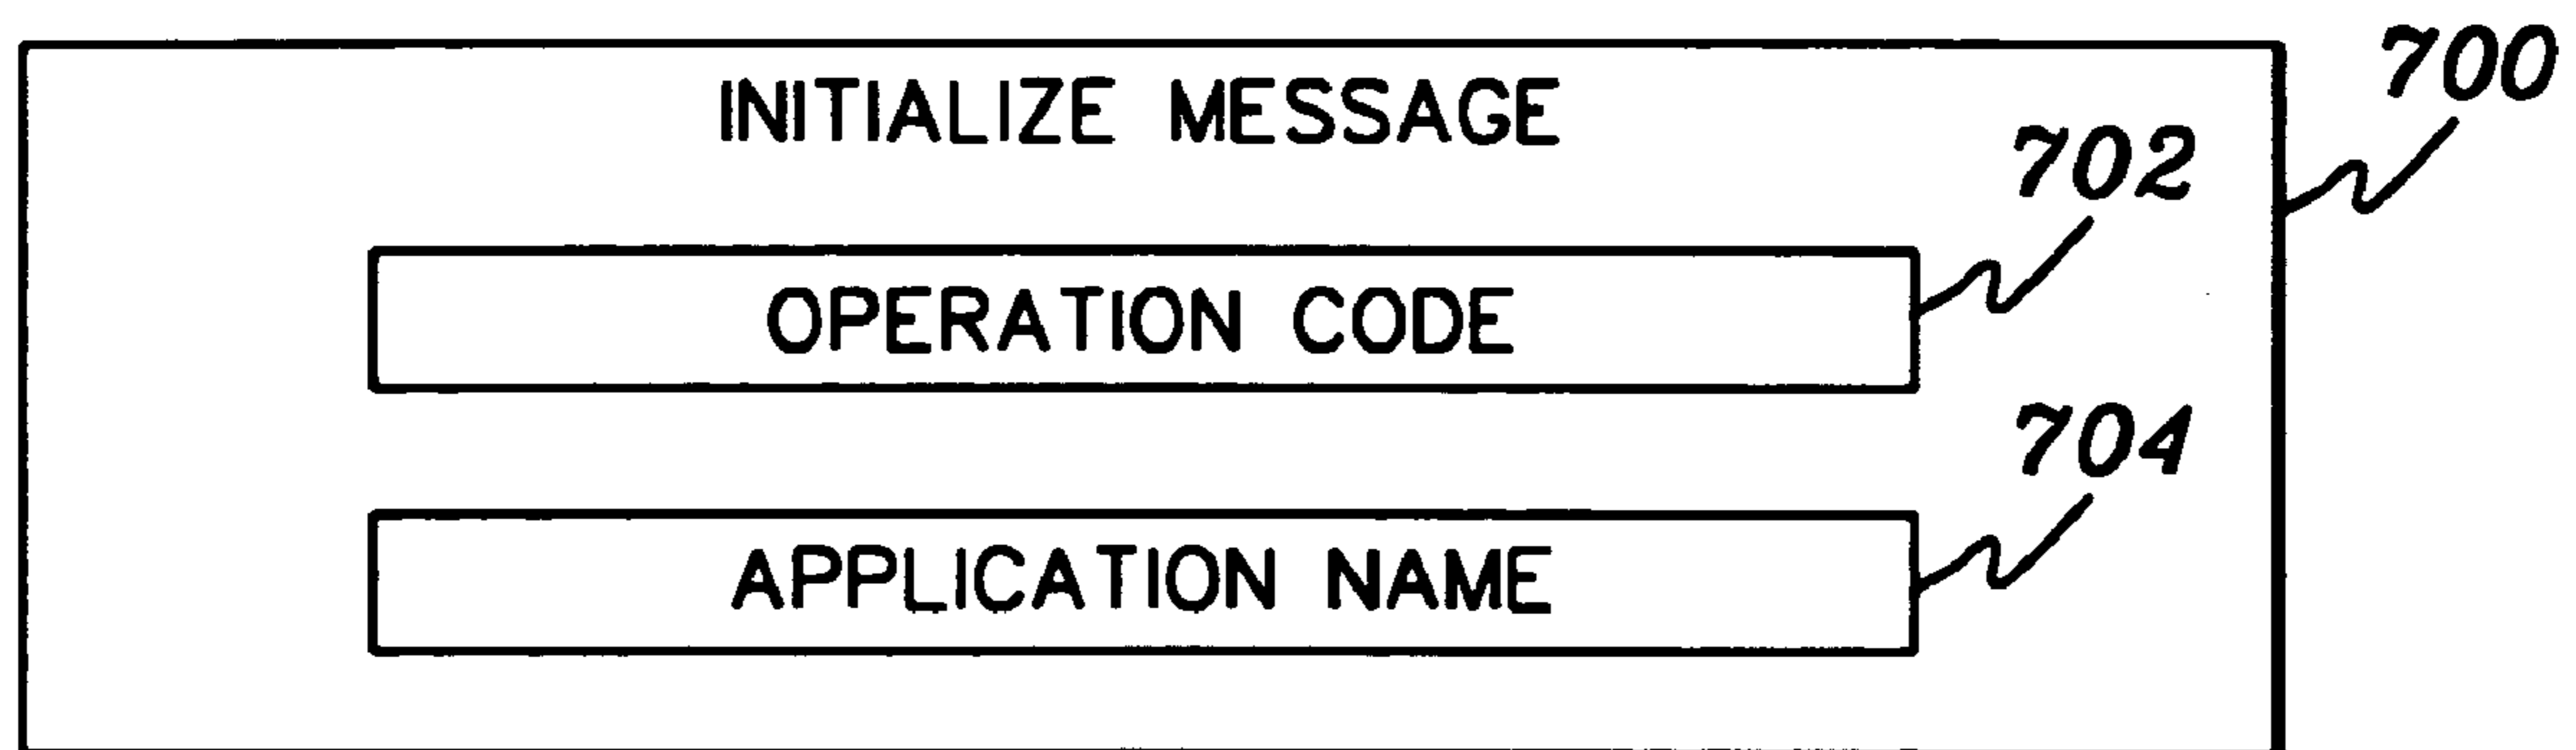 700
INITIALIZE MESSAGE
702
OPERATION CODE
704
APPLICATION NAME